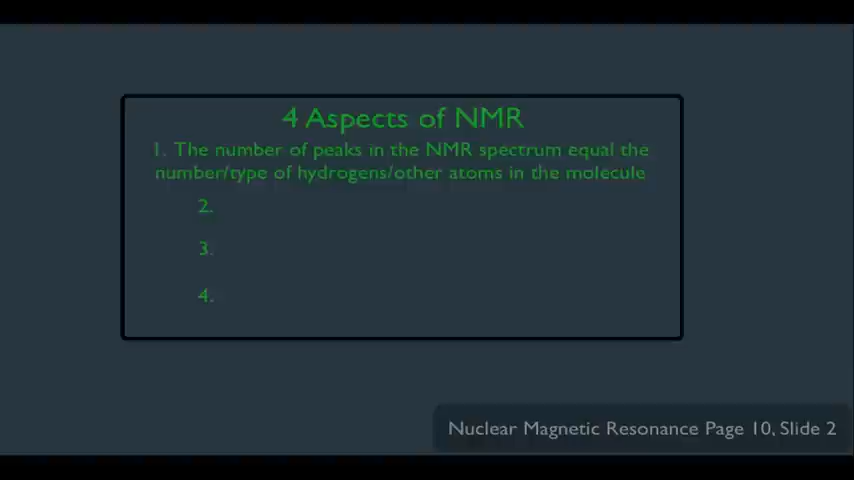 4 Aspects of NMR
1. The number of peaks in the NMR spectrum equal the
number/type of hydrogens/other atoms in the molecule
2.
3.
4.
Nuclear Magnetic Resonance Page 10, Slide 2